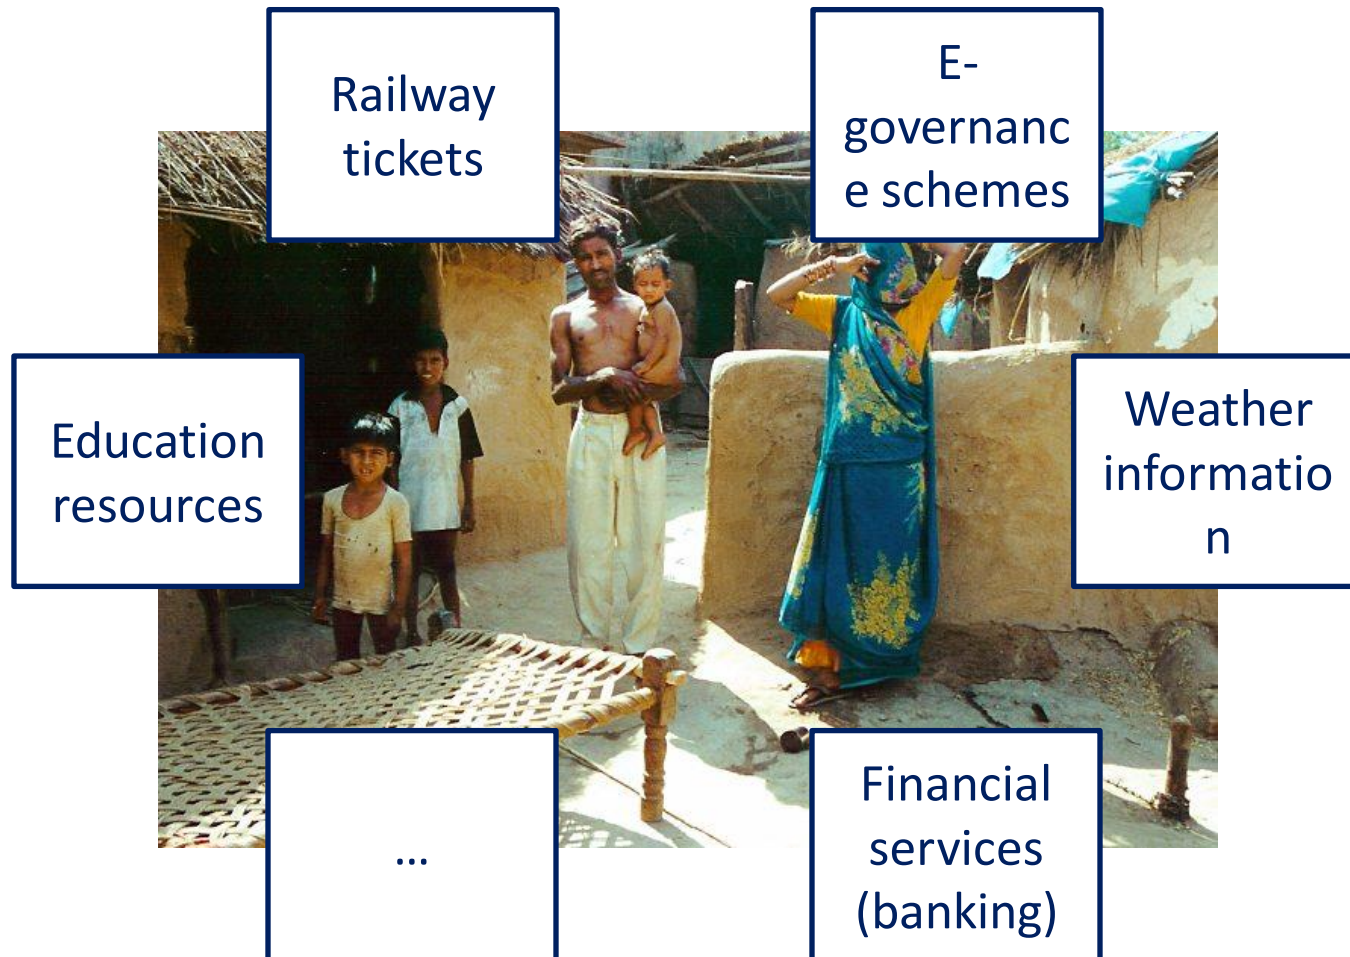 Railway
tickets
E-
governanc
e schemes
Education
resources
Weather
informatio
n
...
Financial
services
(banking)